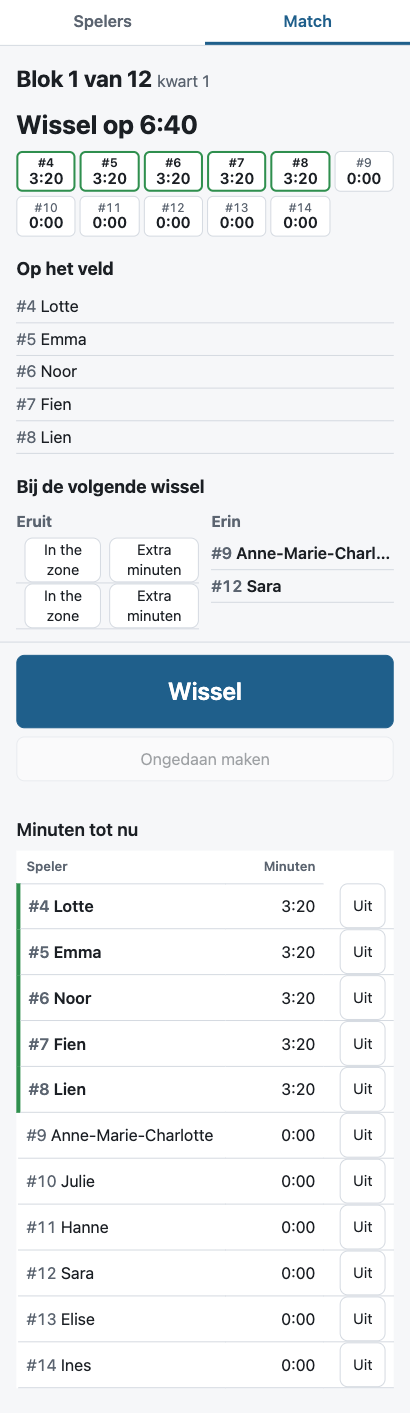 Spelers
Match
Blok 1 van 12 kwart 1
Wissel op 6:40
#4 #5 #6 #7 #8 #9
3:20 3:20 3:20 3:20 3:20 0:00
#10 #11 #12 #13 #14
0:00 0:00 0:00 0:00 0:00
Op het veld
#4 Lotte
#5 Emma
#6 Noor
#7 Fien
#8 Lien
Bij de volgende wissel
Eruit
In the
zone
Extra
minuten
In the
zone
Extra
minuten
Erin
#9 Anne-Marie-Charl...
#12 Sara
Wissel
Ongedaan maken
Minuten tot nu
Speler Minuten
#4 Lotte 3:20 Uit
#5 Emma 3:20 Uit
#6 Noor 3:20 Uit
#7 Fien 3:20 Uit
#8 Lien 3:20 Uit
#9 Anne-Marie-Charlotte 0:00 Uit
#10 Julie 0:00 Uit
#11 Hanne 0:00 Uit
#12 Sara 0:00 Uit
#13 Elise 0:00 Uit
#14 Ines 0:00 Uit